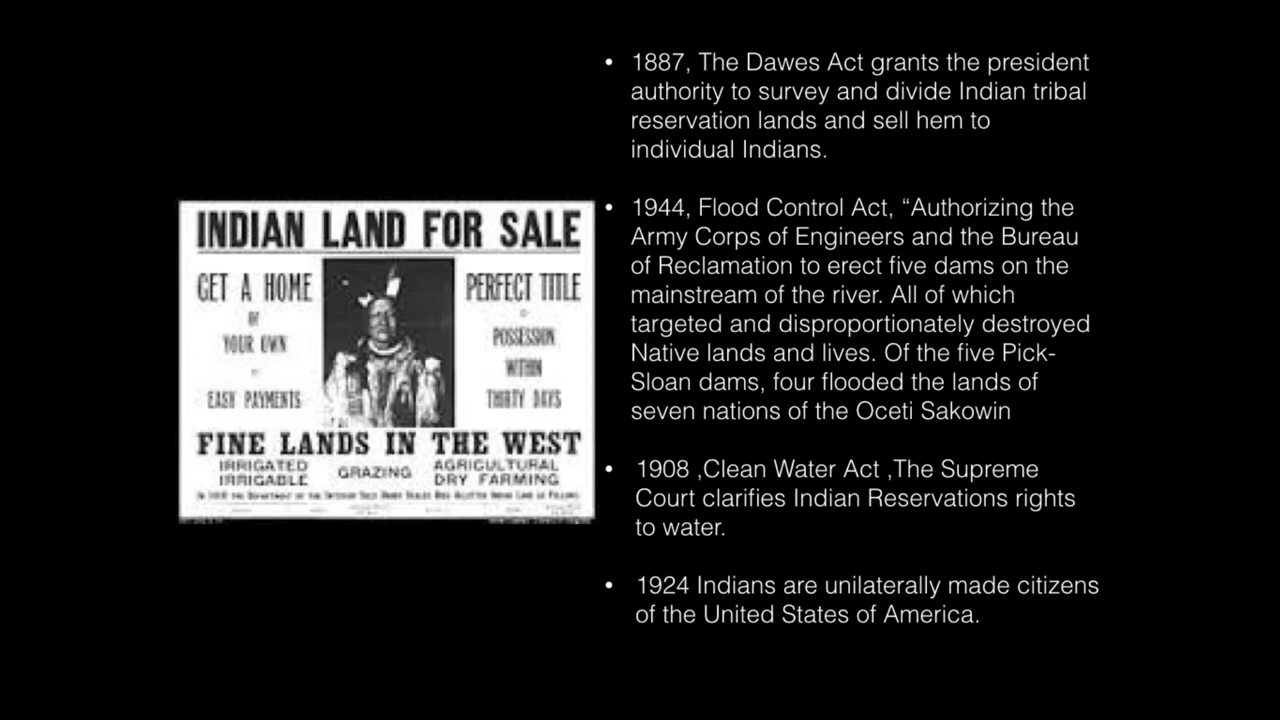 INDIAN LAND FOR SALE
GET A HOME
OF
YOUR OWN
EASY PAYMENTS
PERFECT TITLE
POSSESSION
WITHIN
THIRTY DAYS
FINE LANDS IN THE WEST
IRRIGATED
IRRIGABLE
GRAZING
AGRICULTURAL
DRY FARMING
• 1887, The Dawes Act grants the president
authority to survey and divide Indian tribal
reservation lands and sell hem to
individual Indians.
• 1944, Flood Control Act, “Authorizing the
Army Corps of Engineers and the Bureau
of Reclamation to erect five dams on the
mainstream of the river. All of which
targeted and disproportionately destroyed
Native lands and lives. Of the five Pick-
Sloan dams, four flooded the lands of
seven nations of the Oceti Sakowin
• 1908 ,Clean Water Act ,The Supreme
Court clarifies Indian Reservations rights
to water.
• 1924 Indians are unilaterally made citizens
of the United States of America.